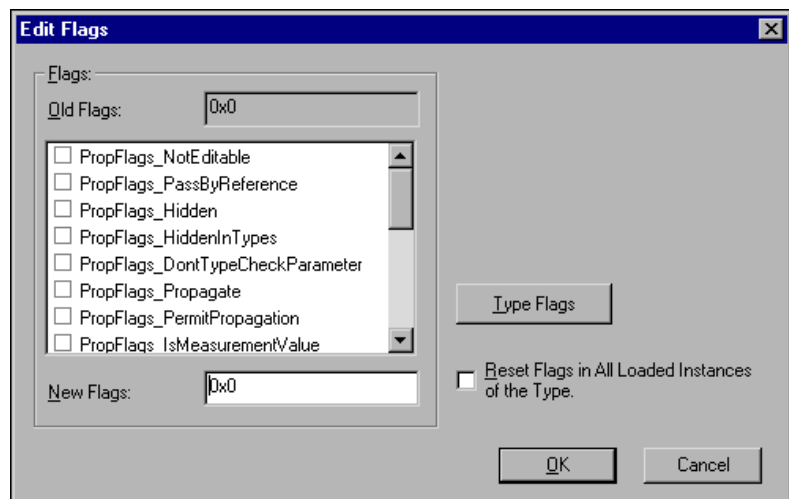 Edit Flags
Flags:
Old Flags:
0x0
PropFlags_NotEditable
PropFlags_PassByReference
PropFlags_Hidden
PropFlags_HiddenInTypes
PropFlags_DontTypeCheckParameter
PropFlags_Propagate
PropFlags_PermitPropagation
PropFlags_IsMeasurementValue
New Flags:
0x0
Type Flags
Reset Flags in All Loaded Instances
of the Type.
OK
Cancel